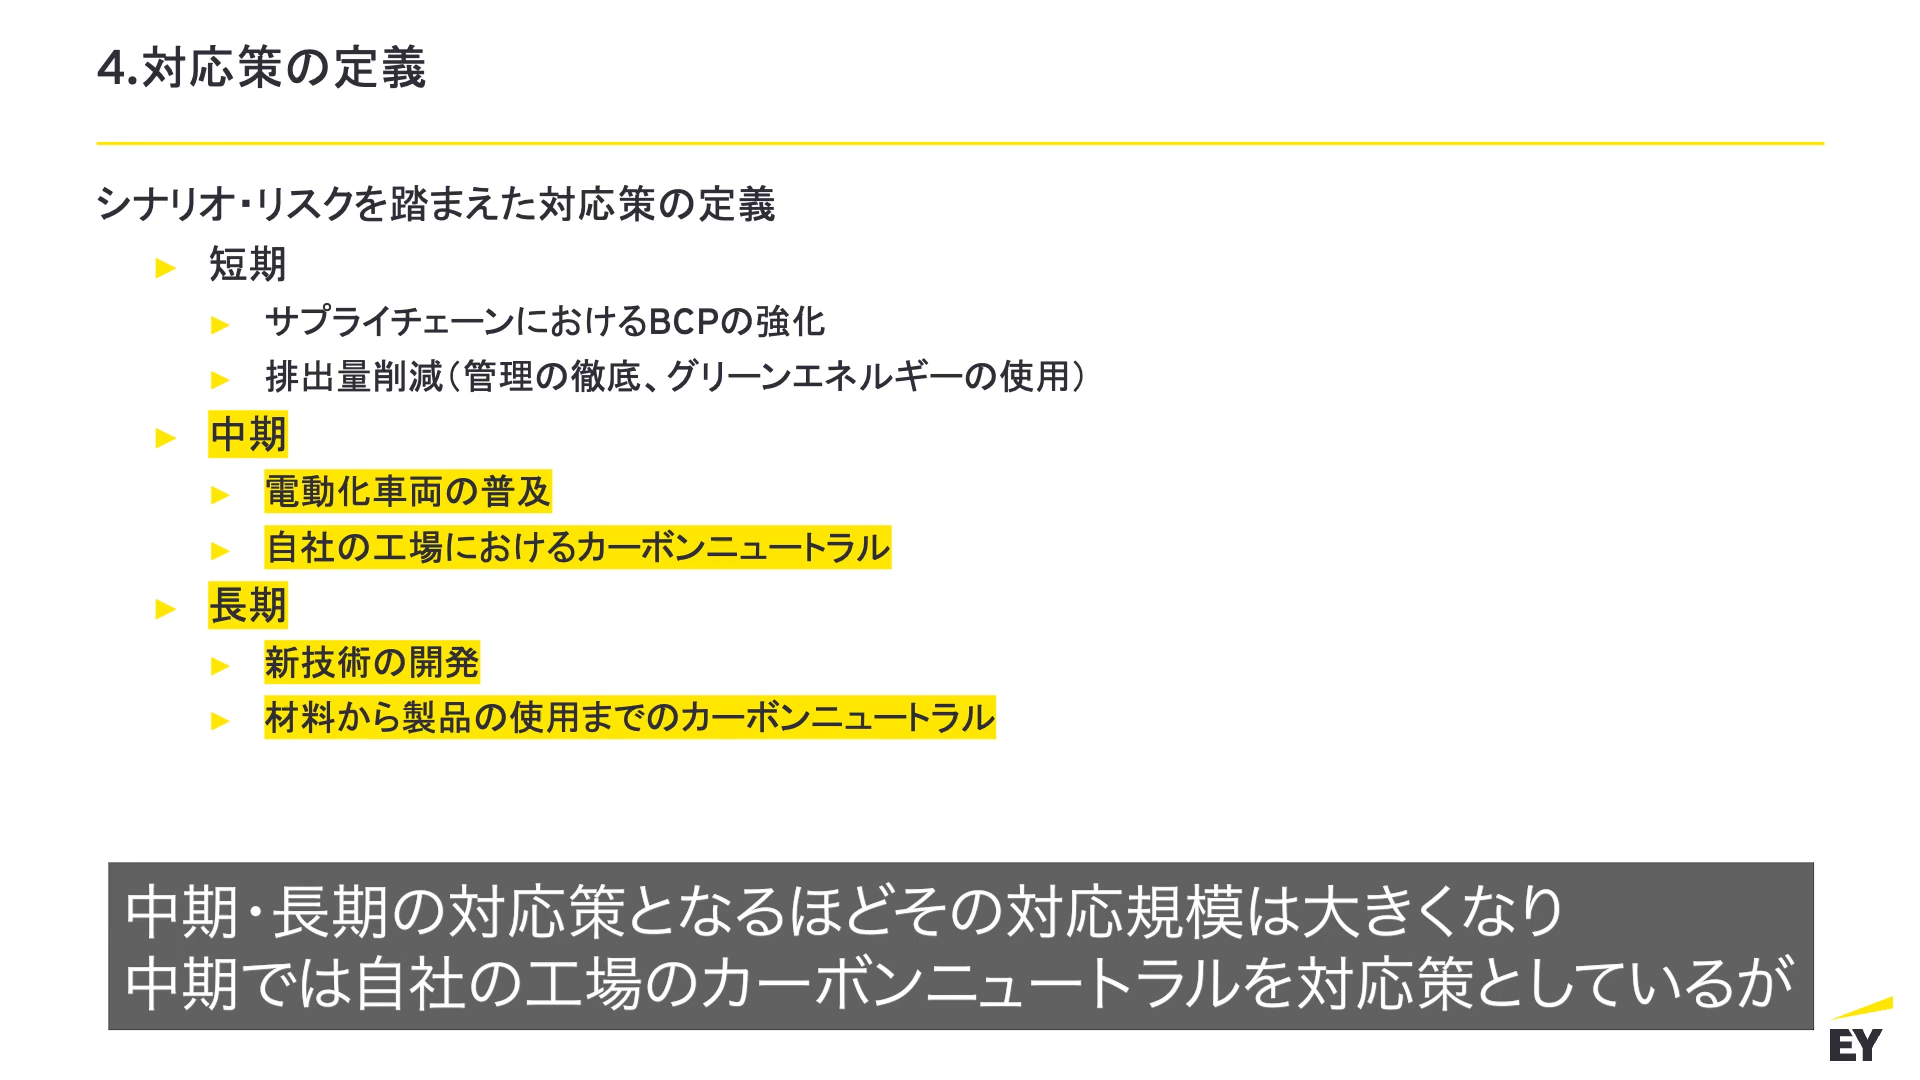 4.対応策の定義
シナリオ・リスクを踏まえた対応策の定義
► 短期
► サプライチェーンにおけるBCPの強化
► 排出量削減（管理の徹底、グリーンエネルギーの使用）
► 中期
► 電動化車両の普及
► 自社の工場におけるカーボンニュートラル
► 長期
► 新技術の開発
► 材料から製品の使用までのカーボンニュートラル
中期・長期の対応策となるほどその対応規模は大きくなり
中期では自社の工場のカーボンニュートラルを対応策としているが
EY